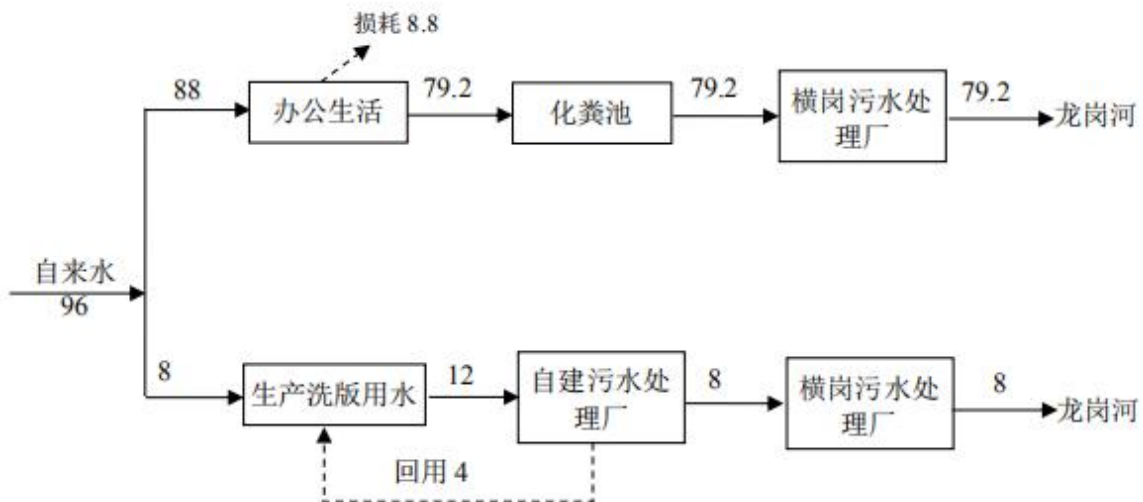 损耗 8.8
88
办公生活
79.2
化粪池
79.2
横岗污水处
理厂
79.2
龙岗河
自来水
96
8
生产洗版用水
12
自建污水处
理厂
8
横岗污水处
理厂
8
龙岗河
回用 4